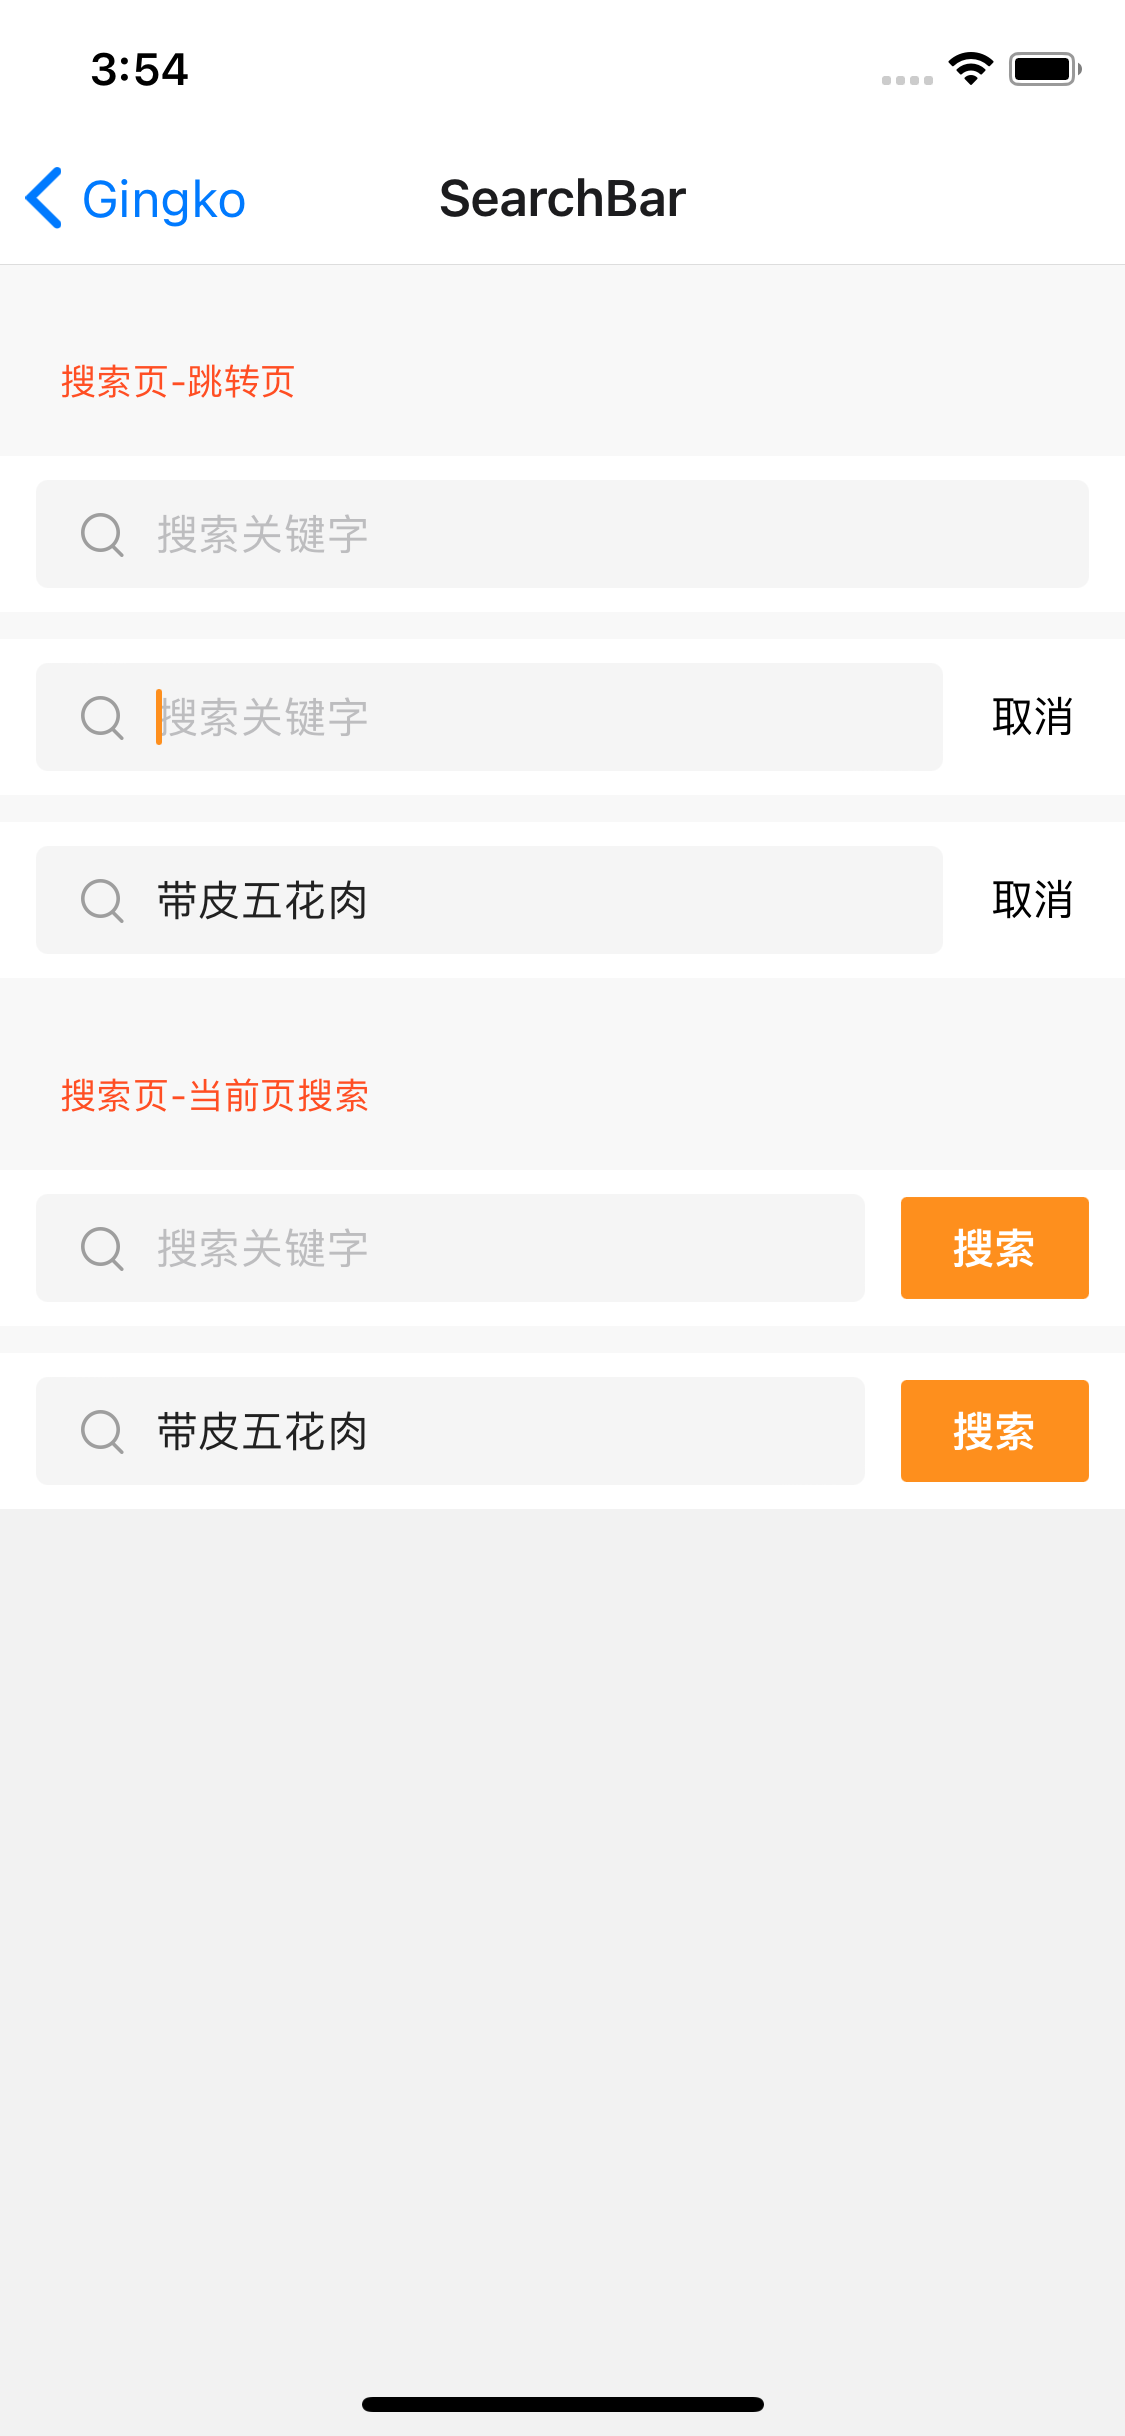 3:54
Gingko
SearchBar
搜索页-跳转页
搜索关键字
搜索关键字 取消
带皮五花肉 取消
搜索页-当前页搜索
搜索关键字 搜索
带皮五花肉 搜索